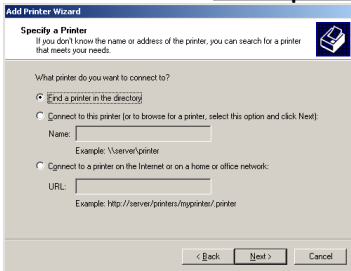 Add Printer Wizard
Specify a Printer
If you don't know the name or address of the printer, you can search for a printer
that meets your needs.
What printer do you want to connect to?
Find a printer in the directory
Connect to this printer (or to browse for a printer, select this option and click Next):
Name:
Example: \\server\printer
Connect to a printer on the Internet or on a home or office network:
URL:
Example: http://server/printers/myprinter/.printer
< Back Next > Cancel